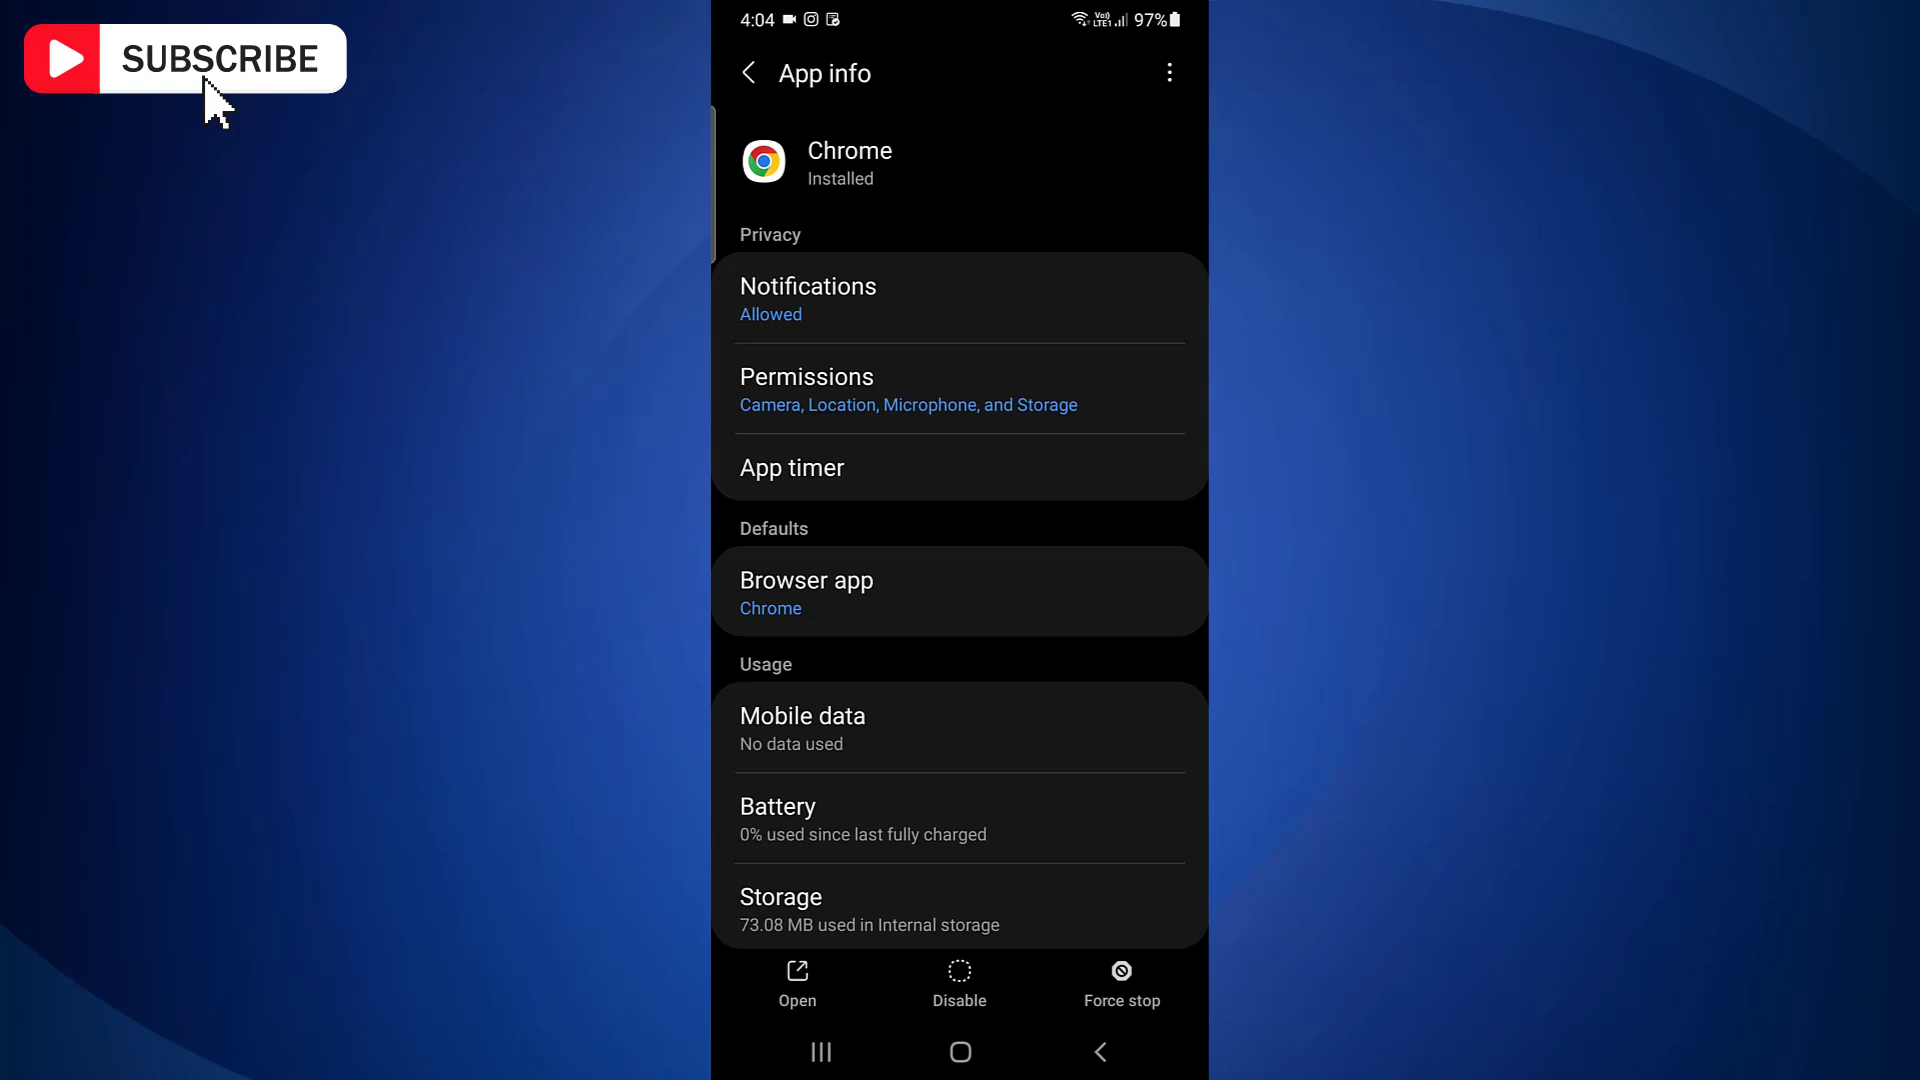 SUBSCRIBE
4:04
97%
App info
Chrome
Installed
Privacy
Notifications
Allowed
Permissions
Camera, Location, Microphone, and Storage
App timer
Defaults
Browser app
Chrome
Usage
Mobile data
No data used
Battery
0% used since last fully charged
Storage
73.08 MB used in Internal storage
Open
Disable
Force stop